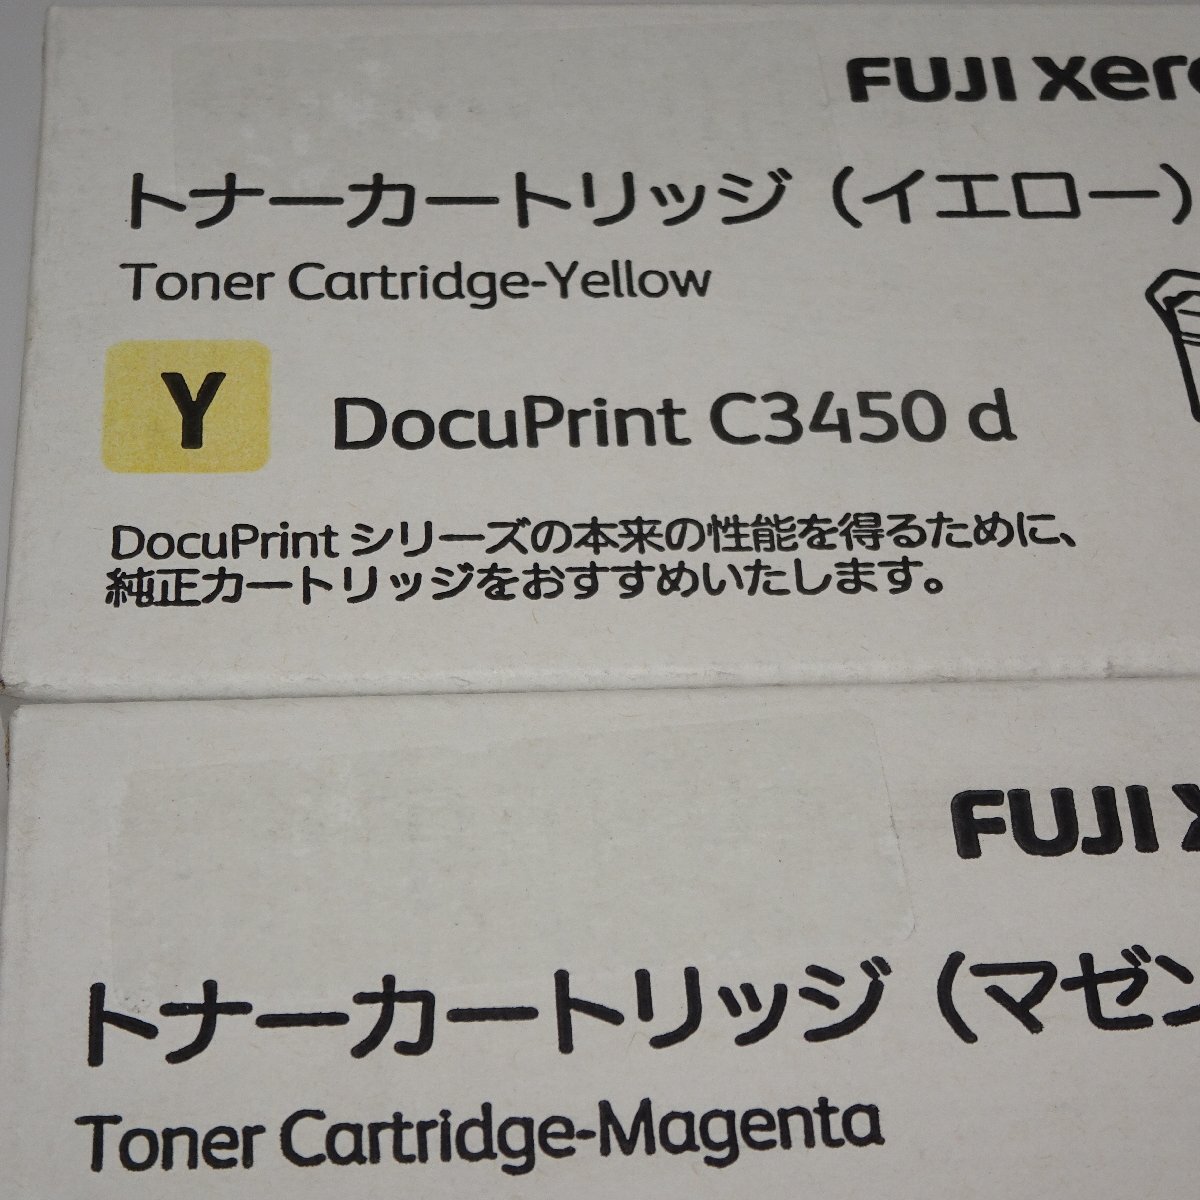 FUJI xero
トナーカートリッジ（イエロー）
Toner Cartridge-Yellow
Y DocuPrint C3450 d
DocuPrint シリーズの本来の性能を得るために、
純正カートリッジをおすすめいたします。
FUJI
トナーカートリッジ（マゼン
Toner Cartridge-Magenta